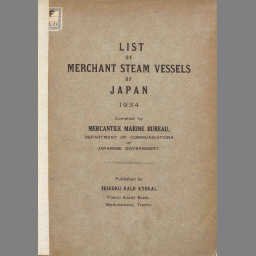 LIST
OF
MERCHANT STEAM VESSELS
OF
JAPAN
1934
Compiled by
MERCANTILE MARINE BUREAU,
DEPARTMENT OF COMMUNICATIONS
OF
JAPANESE GOVERNMENT.
Published by
TEIKOKU KAIJI KYOKAI,
TOKYO KAIJO BLDG.,
MARUNOUCHI, TOKYO.